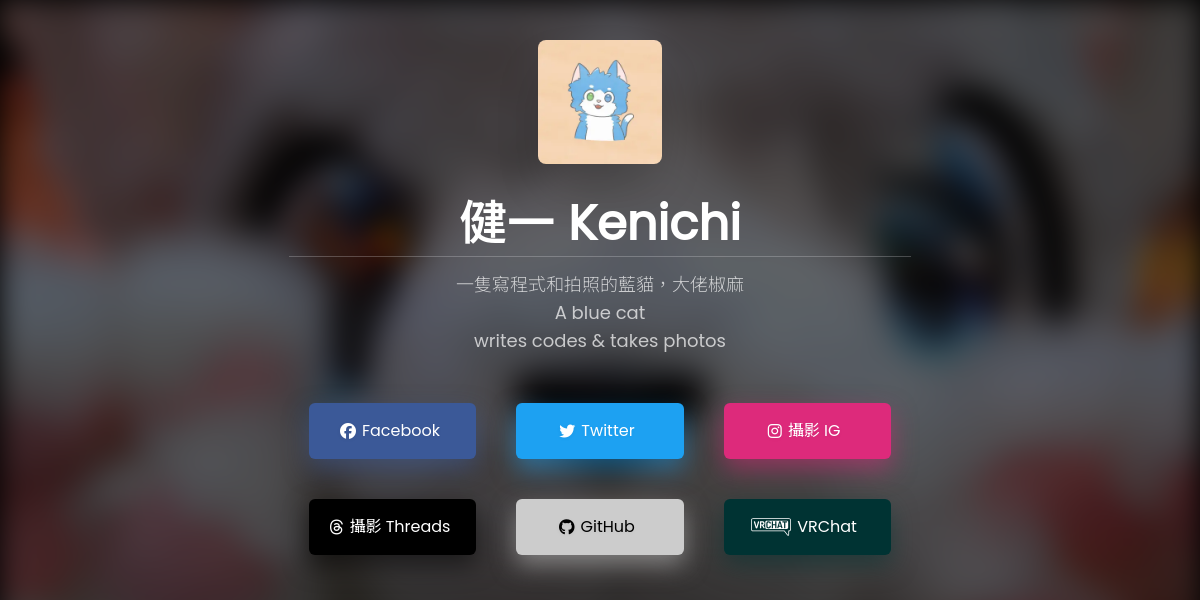 健一 Kenichi
一隻寫程式和拍照的藍貓，大佬椒麻
A blue cat
writes codes & takes photos
Facebook
Twitter
攝影 IG
攝影 Threads
GitHub
VRCHAT VRChat